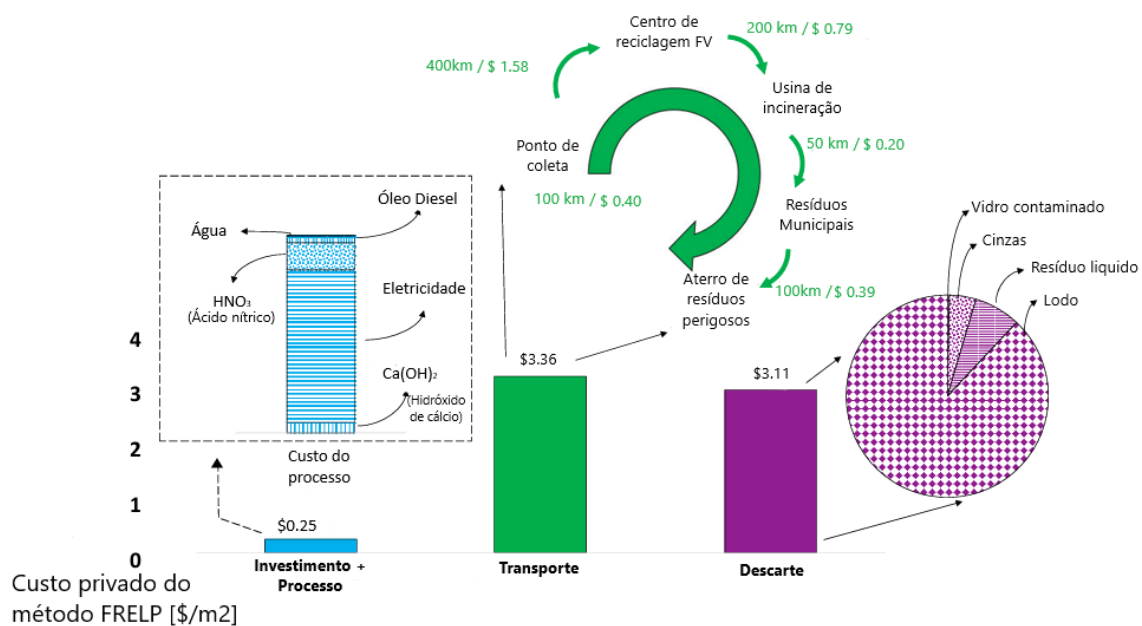 Centro de
reciclagem FV
200 km / $ 0.79
400km / $ 1.58
Usina de
incineração
Ponto de
coleta
50 km / $ 0.20
100 km / $ 0.40
Resíduos
Municipais
Aterro de
resíduos
perigosos
100km / $ 0.39
Óleo Diesel
Água
HNO₃
(Ácido nítrico)
Eletricidade
Ca(OH)₂
(Hidróxido
de cálcio)
Custo do
processo
Vidro contaminado
Cinzas
Resíduo liquido
Lodo
4
3
2
1
0
$0.25
$3.36
$3.11
Investimento +
Processo
Transporte
Descarte
Custo privado do
método FRELP [$/m2]